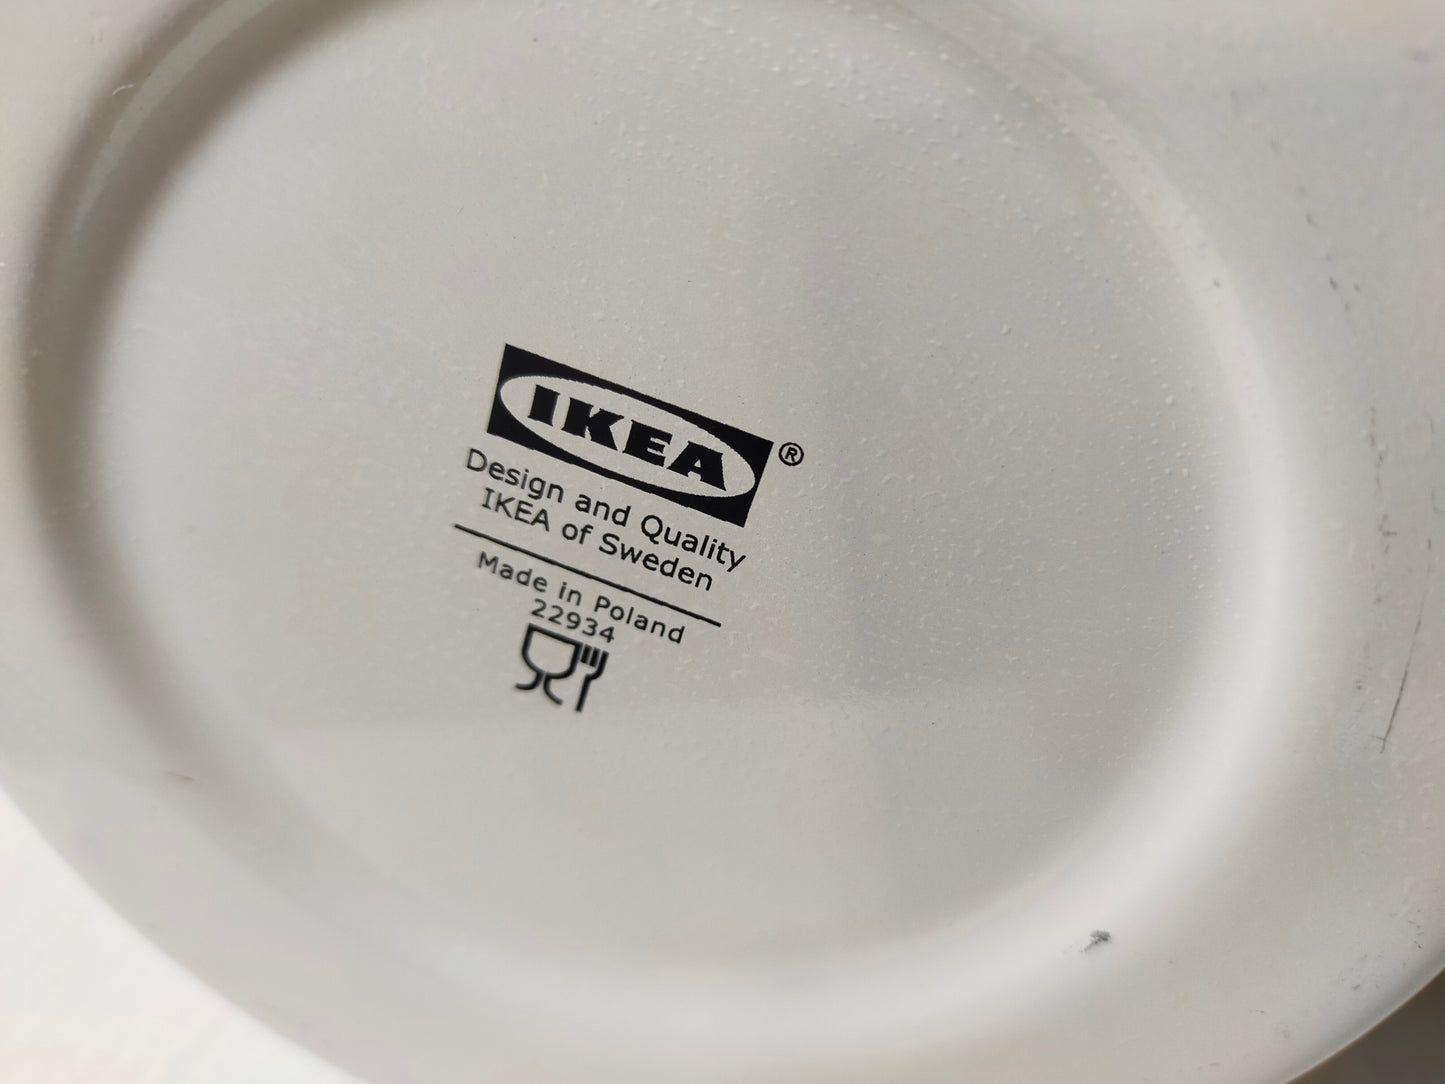 IKEA®
Design and Quality
IKEA of Sweden
Made in Poland
22934